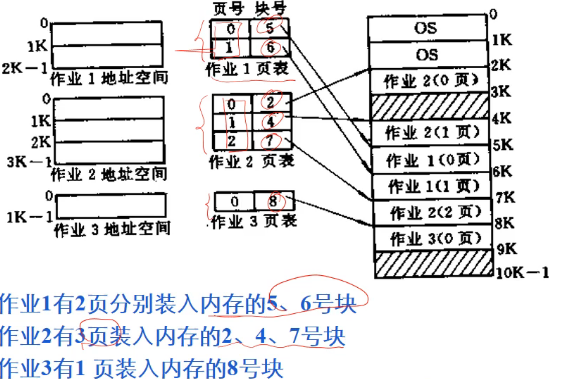 页号 块号
0 5
1 6
作业1页表
0
1K
2K-1
作业1地址空间
0
1K
2K
3K-1
作业2地址空间
0 2
1 4
2 7
作业2页表
0
1K-1
作业3地址空间
0 8
作业3页表
0
OS
1K
OS
2K
作业2(0页)
3K
4K
作业2(1页)
5K
作业1(0页)
6K
作业1(1页)
7K
作业2(2页)
8K
作业3(0页)
9K
10K-1
作业1有2页分别装入内存的5、6号块
作业2有3页装入内存的2、4、7号块
作业3有1 页装入内存的8号块